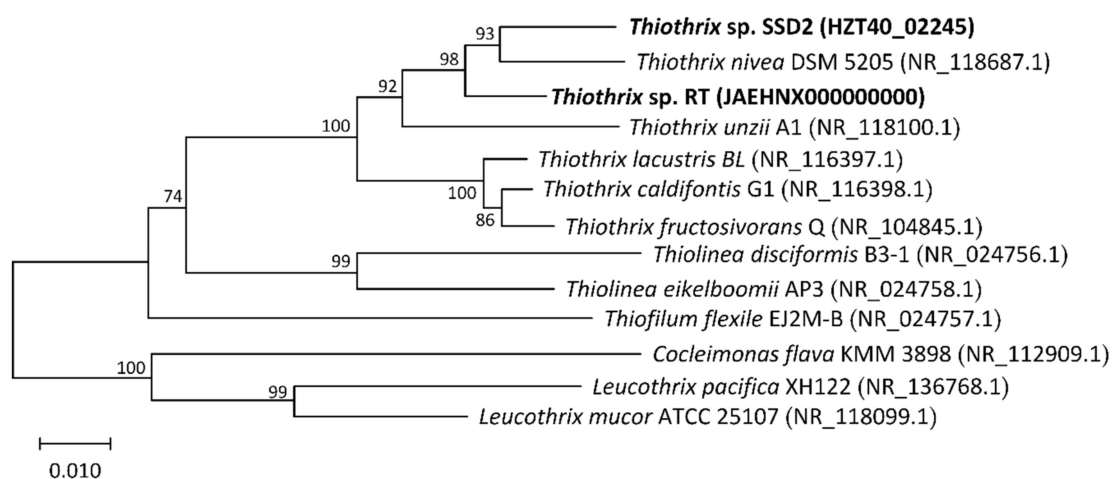 93
Thiothrix sp. SSD2 (HZT40_02245)
98
Thiothrix nivea DSM 5205 (NR_118687.1)
92
Thiothrix sp. RT (JAEHNX000000000)
100
Thiothrix unzii A1 (NR_118100.1)
Thiothrix lacustris BL (NR_116397.1)
100
Thiothrix caldifontis G1 (NR_116398.1)
86
Thiothrix fructosivorans Q (NR_104845.1)
74
99
Thiolinea disciformis B3-1 (NR_024756.1)
Thiolinea eikelboomii AP3 (NR_024758.1)
Thiofilum flexile EJ2M-B (NR_024757.1)
100
Cocleimonas flava KMM 3898 (NR_112909.1)
99
Leucothrix pacifica XH122 (NR_136768.1)
Leucothrix mucor ATCC 25107 (NR_118099.1)
0.010